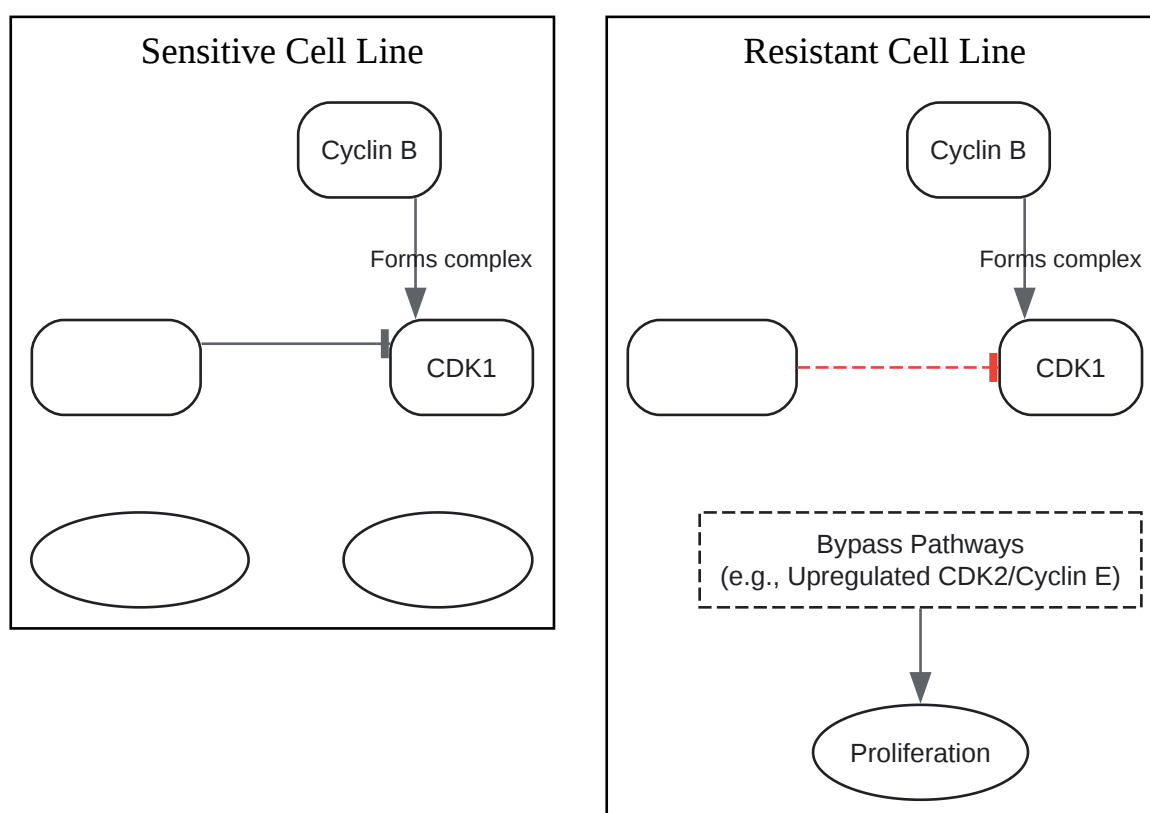 Sensitive Cell Line
Cyclin B
Forms complex
CDK1
Resistant Cell Line
Cyclin B
Forms complex
CDK1
Bypass Pathways
(e.g., Upregulated CDK2/Cyclin E)
Proliferation